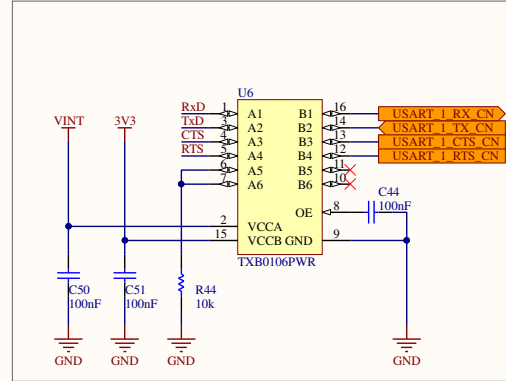 U6
RxD 1 A1 B1 16 USART_1_RX_CN
TxD 3 A2 B2 14 USART_1_TX_CN
CTS 4 A3 B3 13 USART_1_CTS_CN
RTS 5 A4 B4 12 USART_1_RTS_CN
6 A5 B5 11
7 A6 B6 10
VINT 3V3
OE 8 C44
100nF
2 VCCA
15 VCCB GND 9
TXB0106PWR
C50
100nF
C51
100nF
R44
10k
GND GND GND GND